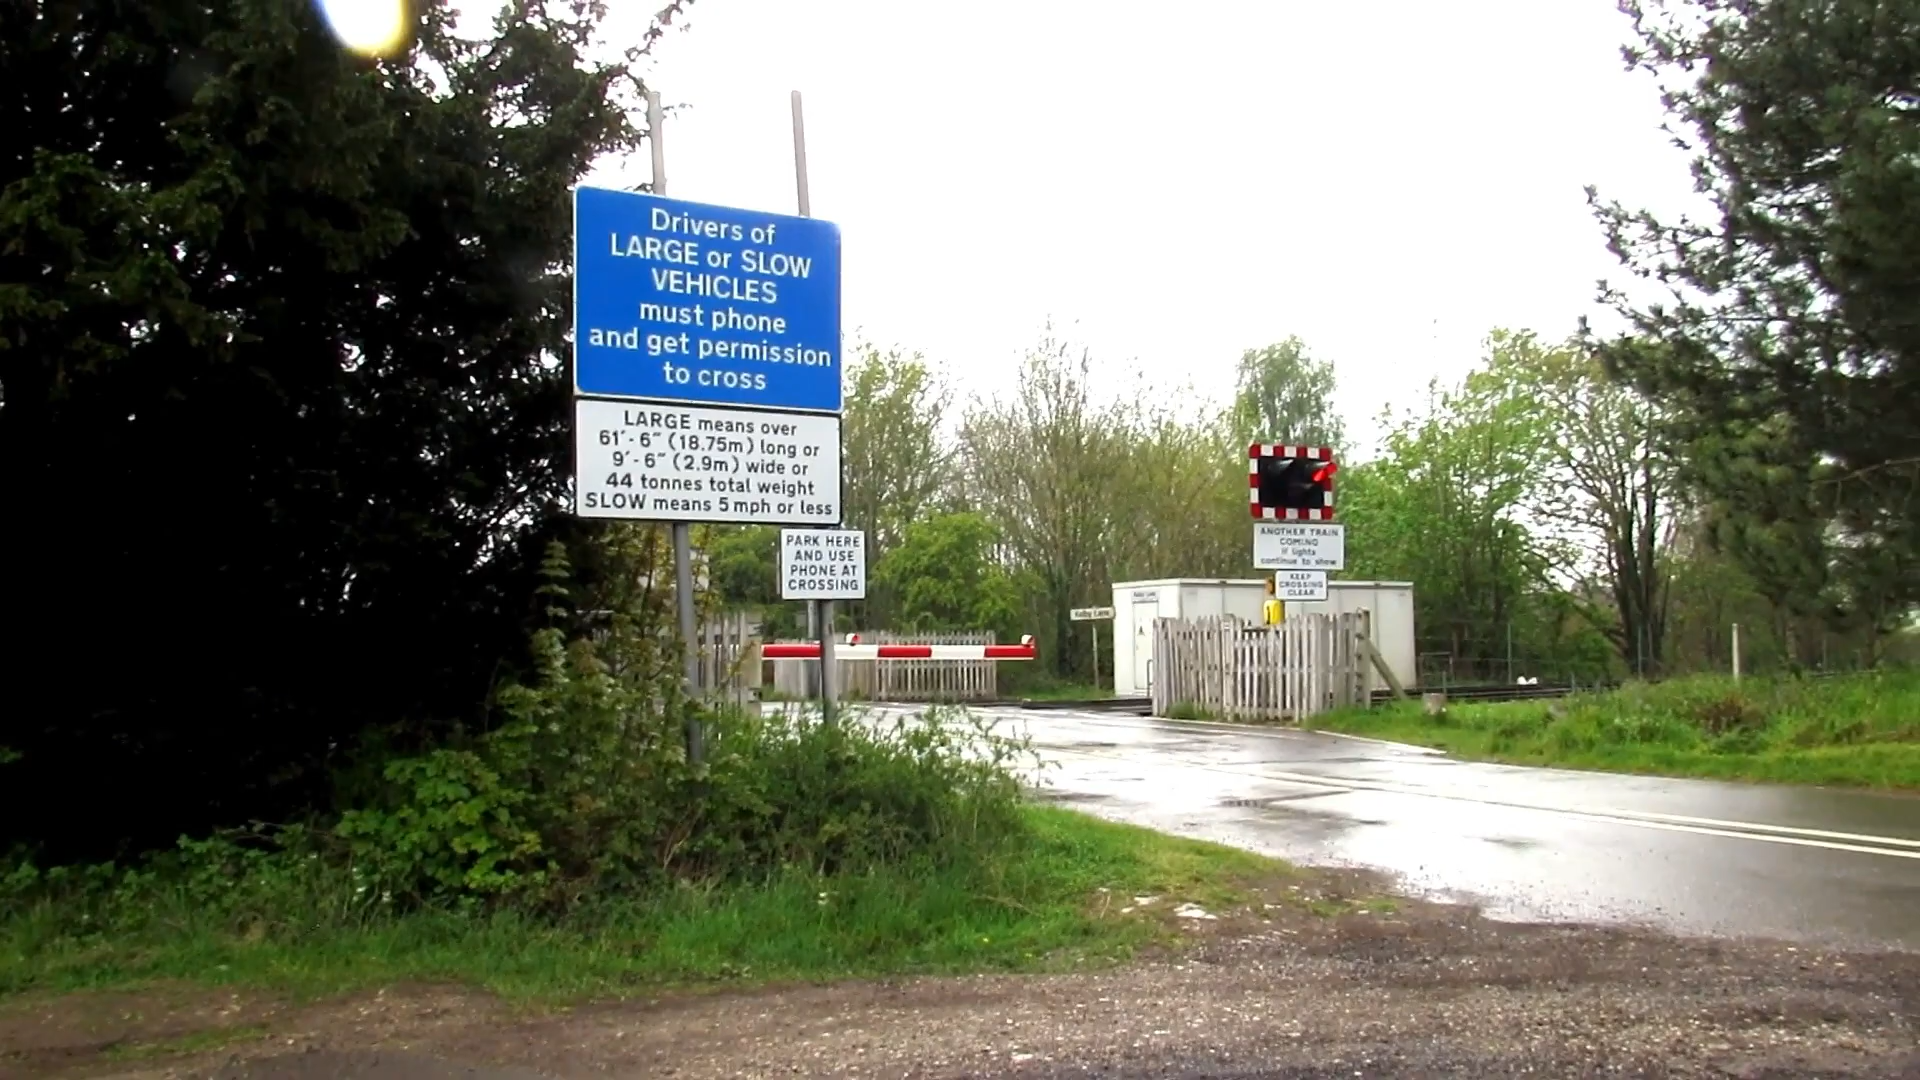 Drivers of
LARGE or SLOW
VEHICLES
must phone
and get permission
to cross
LARGE means over
61'-6" (18.75m) long or
9'-6" (2.9m) wide or
44 tonnes total weight
SLOW means 5 mph or less
PARK HERE
AND USE
PHONE AT
CROSSING
ANOTHER TRAIN
COMING
if lights
continue to show
KEEP
CROSSING
CLEAR